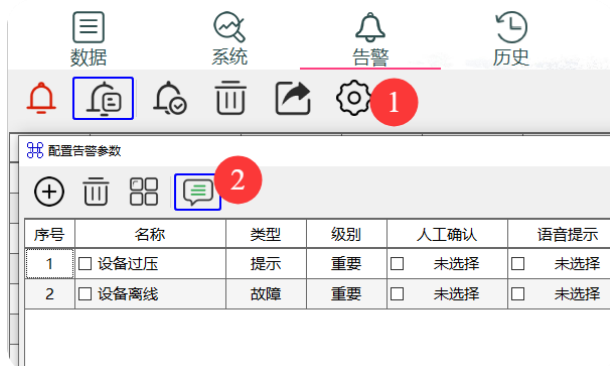 数据 系统 告警 历史
1
配置告警参数
2
序号 名称 类型 级别 人工确认 语音提示
1 设备过压 提示 重要 未选择 未选择
2 设备离线 故障 重要 未选择 未选择